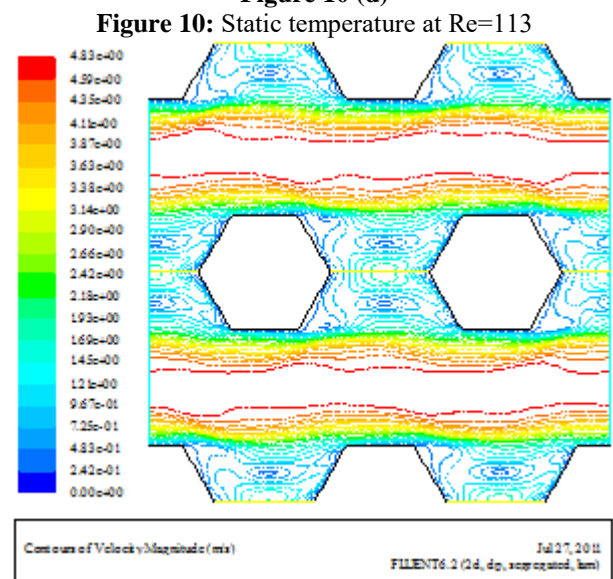 Figure 10 (d)
Figure 10: Static temperature at Re=113
4.83e+00
4.59e+00
4.35e+00
4.11e+00
3.87e+00
3.63e+00
3.38e+00
3.14e+00
2.90e+00
2.66e+00
2.42e+00
2.18e+00
1.93e+00
1.69e+00
1.45e+00
1.21e+00
9.67e-01
7.25e-01
4.83e-01
2.42e-01
0.00e+00
Contours of Velocity Magnitude (m/s)
Jul 27, 2011
FLUENT 6.2 (2d, dp, segregated, lam)